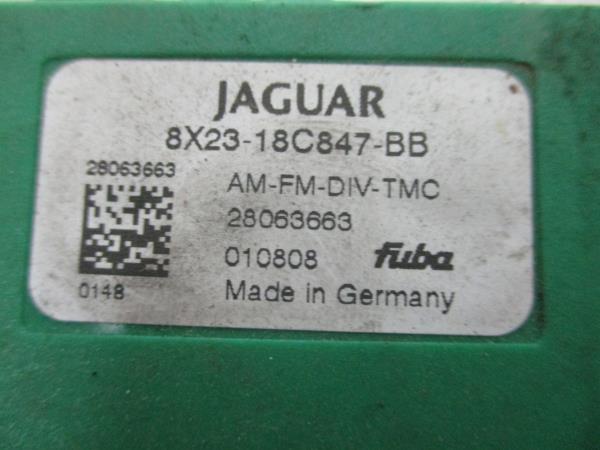 JAGUAR
8X23-18C847-BB
28063663
AM-FM-DIV-TMC
28063663
010808 fuba
0148
Made in Germany